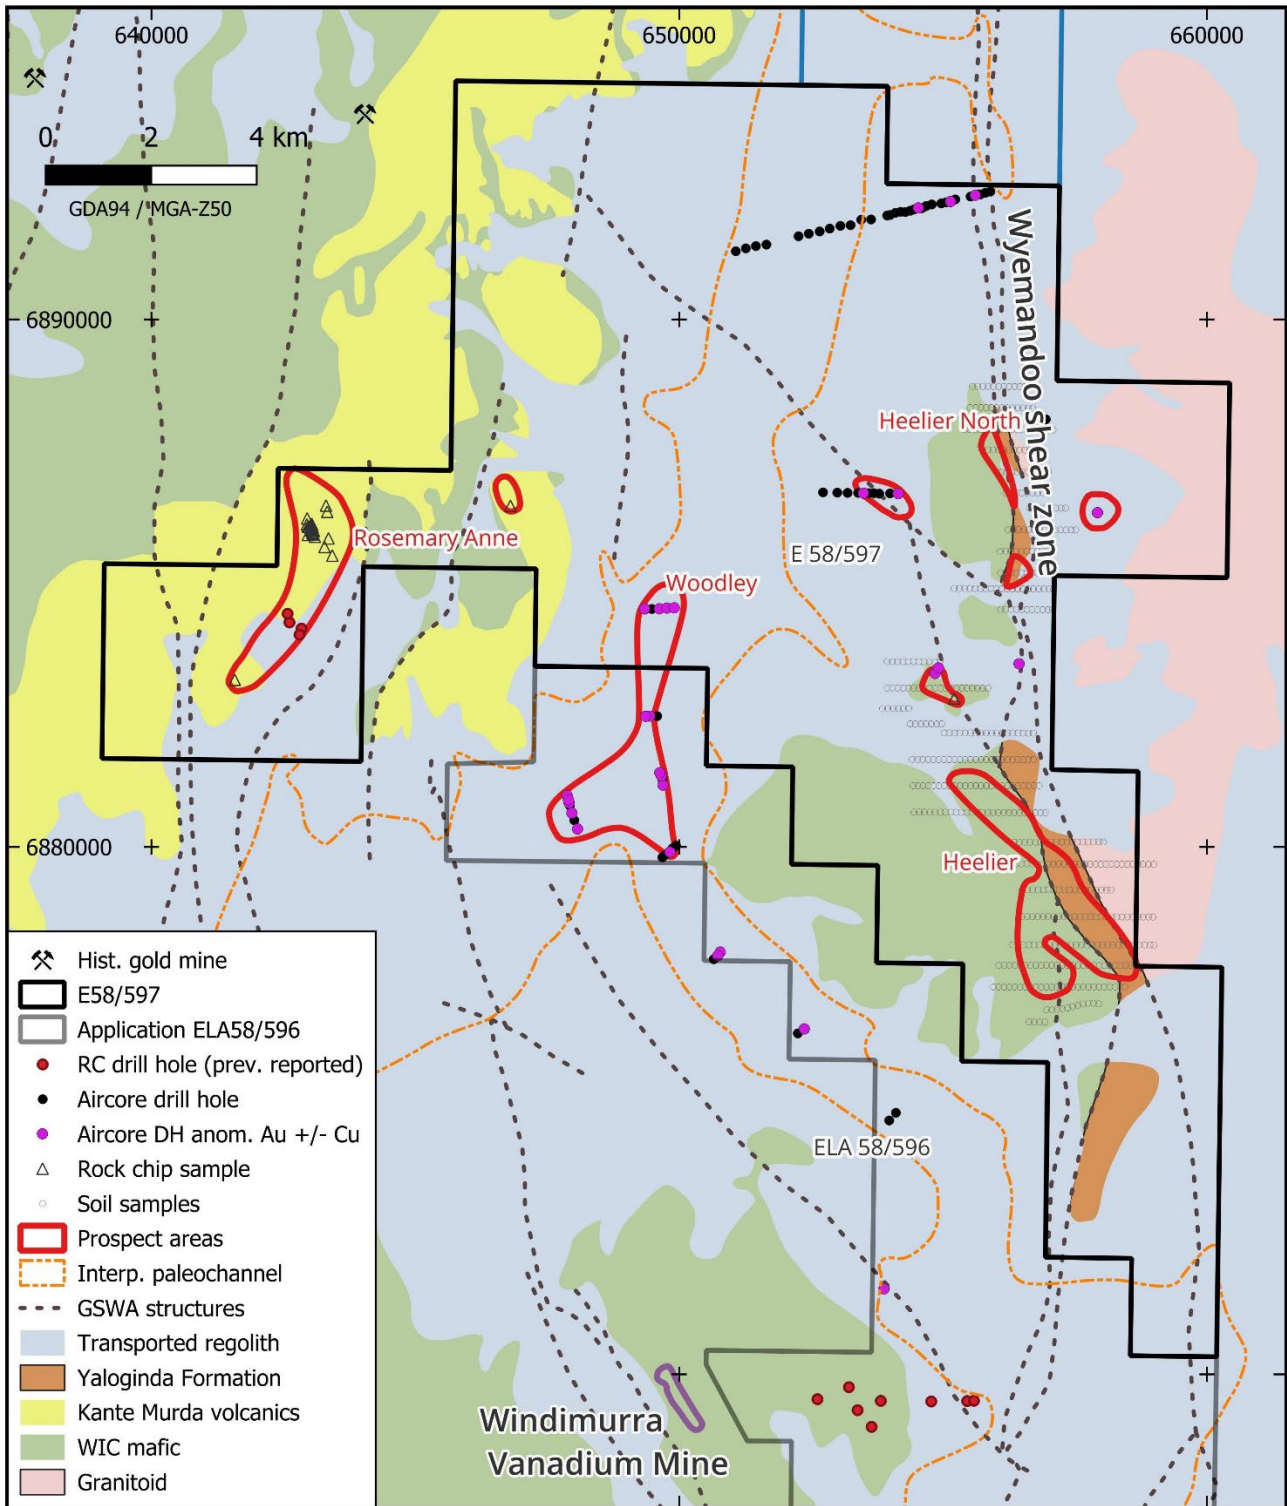 640000
650000
660000
0 2 4 km
GDA94 / MGA-Z50
Wyemandoo shear zone
6890000
Heelier North
Rosemary Anne
E 58/597
Woodley
6880000
Heelier
Hist. gold mine
E58/597
Application ELA58/596
RC drill hole (prev. reported)
Aircore drill hole
Aircore DH anom. Au +/- Cu
Rock chip sample
Soil samples
Prospect areas
Interp. paleochannel
GSWA structures
Transported regolith
Yaloginda Formation
Kante Murda volcanics
WIC mafic
Granitoid
ELA 58/596
Windimurra
Vanadium Mine